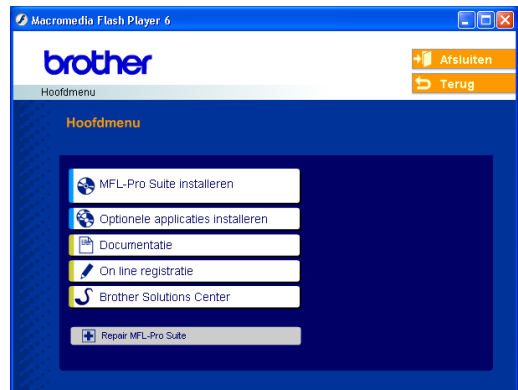 Macromedia Flash Player 6
brother
Afsluiten
Terug
Hoofdmenu
Hoofdmenu
MFL-Pro Suite installeren
Optionele applicaties installeren
Documentatie
On line registratie
Brother Solutions Center
Repair MFL-Pro Suite